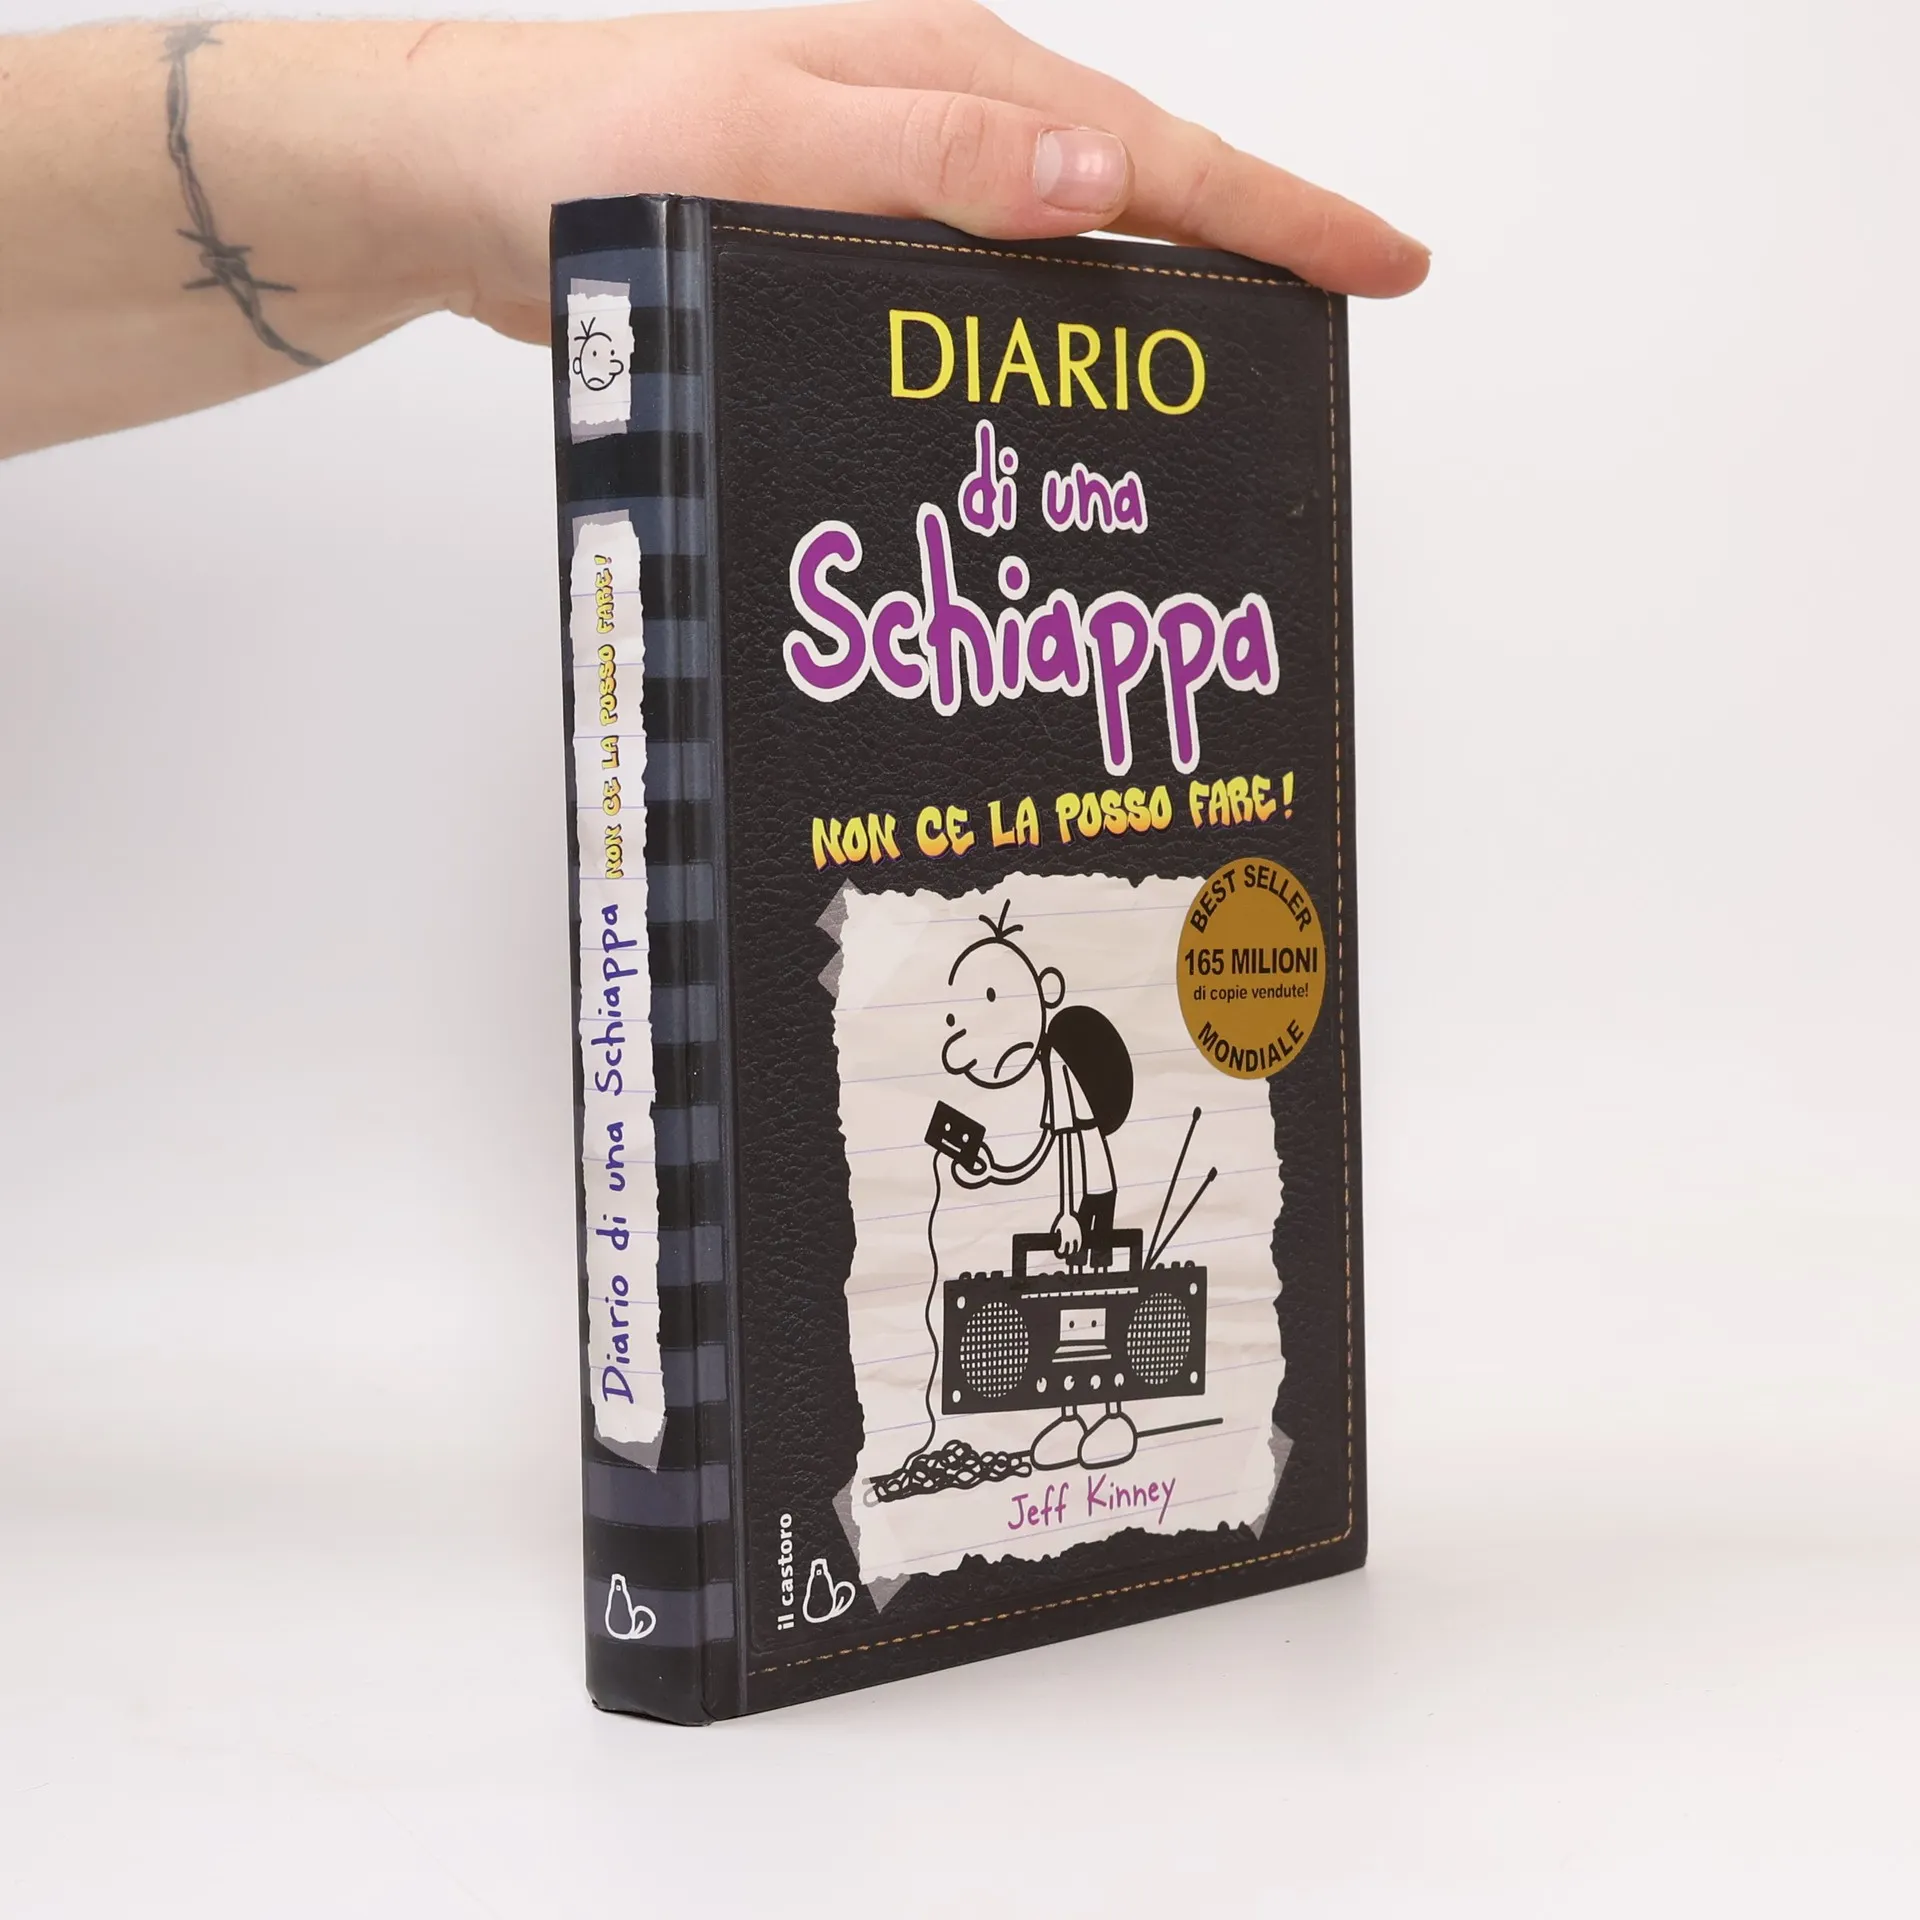 DIARIO
di una
Schiappa
NON CE LA POSSO FARE!
BEST SELLER
165 MILIONI
di copie vendute!
MONDIALE
Jeff Kinney
il castoro
Diario di una Schiappa NON CE LA POSSO FARE!